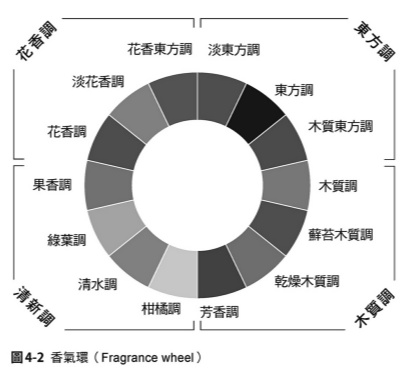 花香調
東方調
花香東方調
淡東方調
淡花香調
東方調
花香調
木質東方調
果香調
木質調
綠葉調
蘚苔木質調
清水調
乾燥木質調
柑橘調
芳香調
清新調
木質調
圖4-2 香氣環（Fragrance wheel）